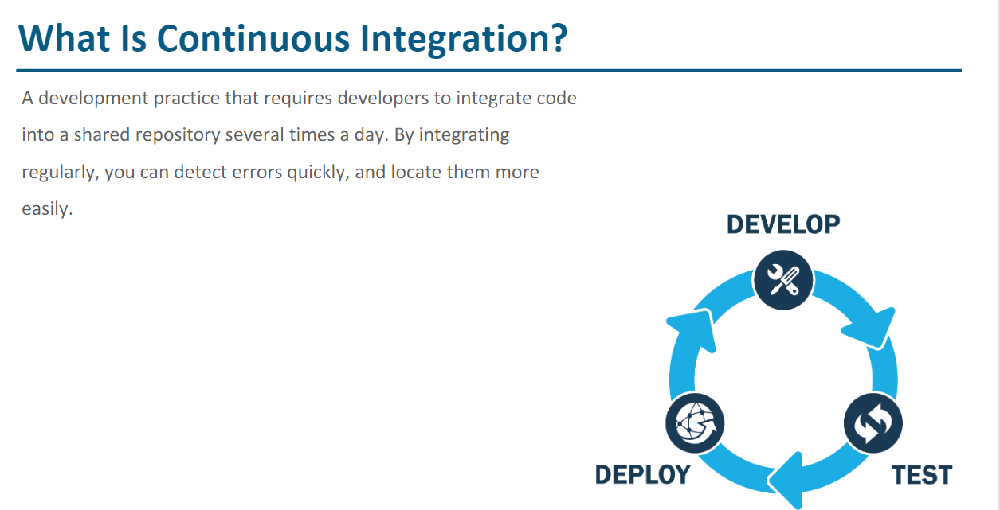 What Is Continuous Integration?
A development practice that requires developers to integrate code
into a shared repository several times a day. By integrating
regularly, you can detect errors quickly, and locate them more
easily.
DEVELOP
DEPLOY
TEST